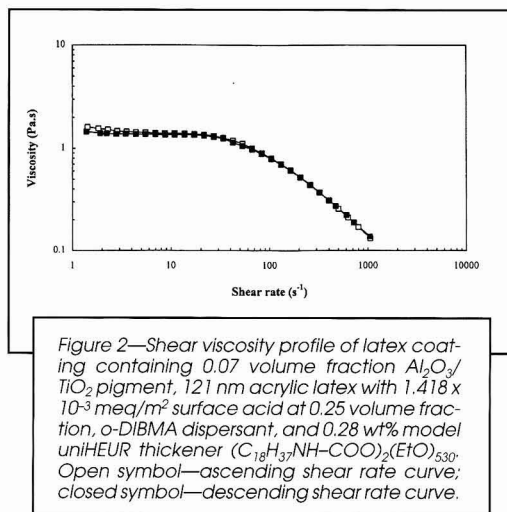 10
1
0.1
Viscosity (Pa.s)
1 10 100 1000 10000
Shear rate (s⁻¹)
Figure 2—Shear viscosity profile of latex coat-
ing containing 0.07 volume fraction Al₂O₃/
TiO₂ pigment, 121 nm acrylic latex with 1.418 x
10⁻³ meq/m² surface acid at 0.25 volume frac-
tion, o-DIBMA dispersant, and 0.28 wt% model
uniHEUR thickener (C₁₈H₃₇NH–COO)₂(EtO)₅₃₀.
Open symbol—ascending shear rate curve;
closed symbol—descending shear rate curve.